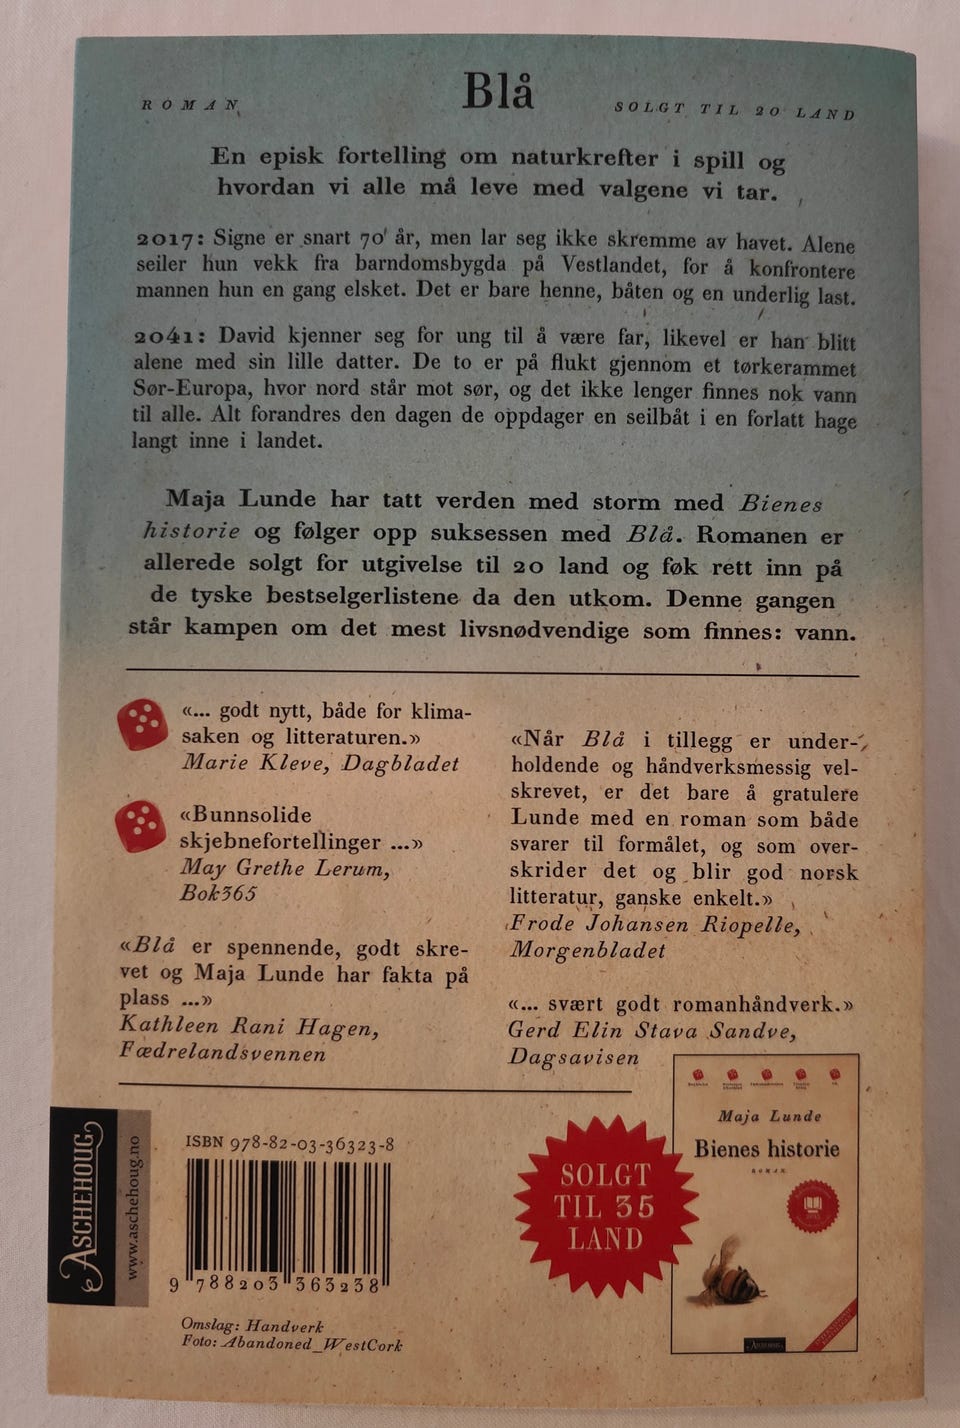 ROMAN
Blå
SOLGT TIL 20 LAND
En episk fortelling om naturkrefter i spill og
hvordan vi alle må leve med valgene vi tar.
2017: Signe er snart 70 år, men lar seg ikke skremme av havet. Alene
seiler hun vekk fra barndomsbygda på Vestlandet, for å konfrontere
mannen hun en gang elsket. Det er bare henne, båten og en underlig last.
2041: David kjenner seg for ung til å være far, likevel er han blitt
alene med sin lille datter. De to er på flukt gjennom et tørkerammet
Sør-Europa, hvor nord står mot sør, og det ikke lenger finnes nok vann
til alle. Alt forandres den dagen de oppdager en seilbåt i en forlatt hage
langt inne i landet.
Maja Lunde har tatt verden med storm med Bienes
historie og følger opp suksessen med Blå. Romanen er
allerede solgt for utgivelse til 20 land og føk rett inn på
de tyske bestselgerlistene da den utkom. Denne gangen
står kampen om det mest livsnødvendige som finnes: vann.
«... godt nytt, både for klima-
saken og litteraturen.»
Marie Kleve, Dagbladet
«Bunnsolide
skjebnefortellinger ...»
May Grethe Lerum,
Bok365
«Blå er spennende, godt skre-
vet og Maja Lunde har fakta på
plass ...»
Kathleen Rani Hagen,
Fædrelandsvennen
«Når Blå i tillegg er under-
holdende og håndverksmessig vel-
skrevet, er det bare å gratulere
Lunde med en roman som både
svarer til formålet, og som over-
skrider det og blir god norsk
litteratur, ganske enkelt.»
Frode Johansen Riopelle,
Morgenbladet
«... svært godt romanhåndverk.»
Gerd Elin Stava Sandve,
Dagsavisen
ASCHEHOUG
www.aschehoug.no
ISBN 978-82-03-36323-8
9 788203 363238
Omslag: Handverk
Foto: Abandoned_WestCork
SOLGT
TIL 35
LAND
Maja Lunde
Bienes historie
ROMAN
ASCHEHOUG